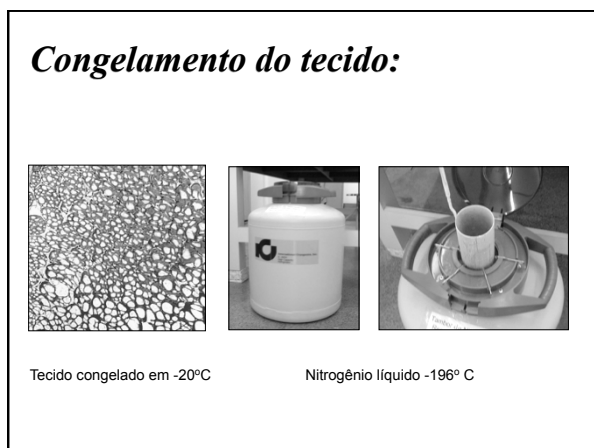 Congelamento do tecido:
Tecido congelado em -20ºC
Nitrogênio líquido -196º C